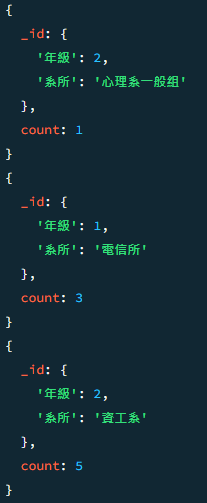 {
_id: {
'年級': 2,
'系所': '心理系一般組'
},
count: 1
}
{
_id: {
'年級': 1,
'系所': '電信所'
},
count: 3
}
{
_id: {
'年級': 2,
'系所': '資工系'
},
count: 5
}